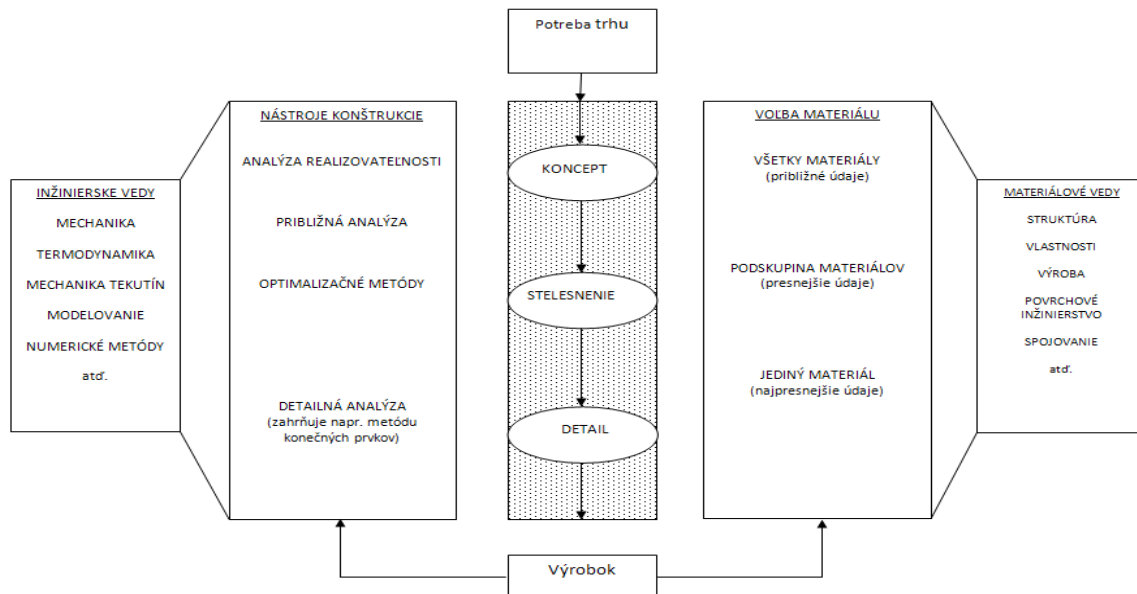 Potreba trhu
INŽINIERSKE VEDY
MECHANIKA
TERMODYNAMIKA
MECHANIKA TEKUTÍN
MODELOVANIE
NUMERICKÉ METÓDY
atď.
NÁSTROJE KONŠTRUKCIE
ANALÝZA REALIZOVATEĽNOSTI
PRIBLIŽNÁ ANALÝZA
OPTIMALIZAČNÉ METÓDY
DETAILNÁ ANALÝZA
(zahrňuje napr. metódu
konečných prvkov)
KONCEPT
STELESNENIE
DETAIL
VOĽBA MATERIÁLU
VŠETKY MATERIÁLY
(približné údaje)
PODSKUPINA MATERIÁLOV
(presnejšie údaje)
JEDINÝ MATERIÁL
(najpresnejšie údaje)
MATERIÁLOVÉ VEDY
STRUKTÚRA
VLASTNOSTI
VÝROBA
POVRCHOVÉ
INŽINIERSTVO
SPOJOVANIE
atď.
Výrobok